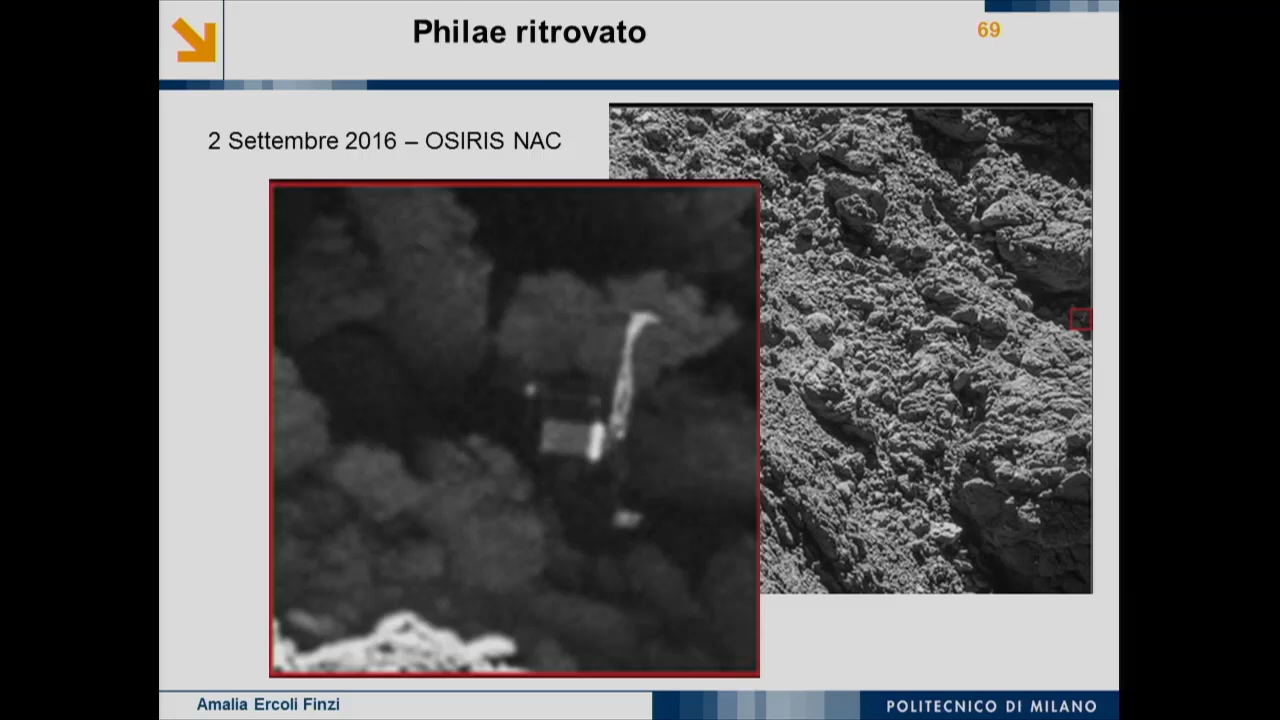 Philae ritrovato
69
2 Settembre 2016 – OSIRIS NAC
Amalia Ercoli Finzi
POLITECNICO DI MILANO